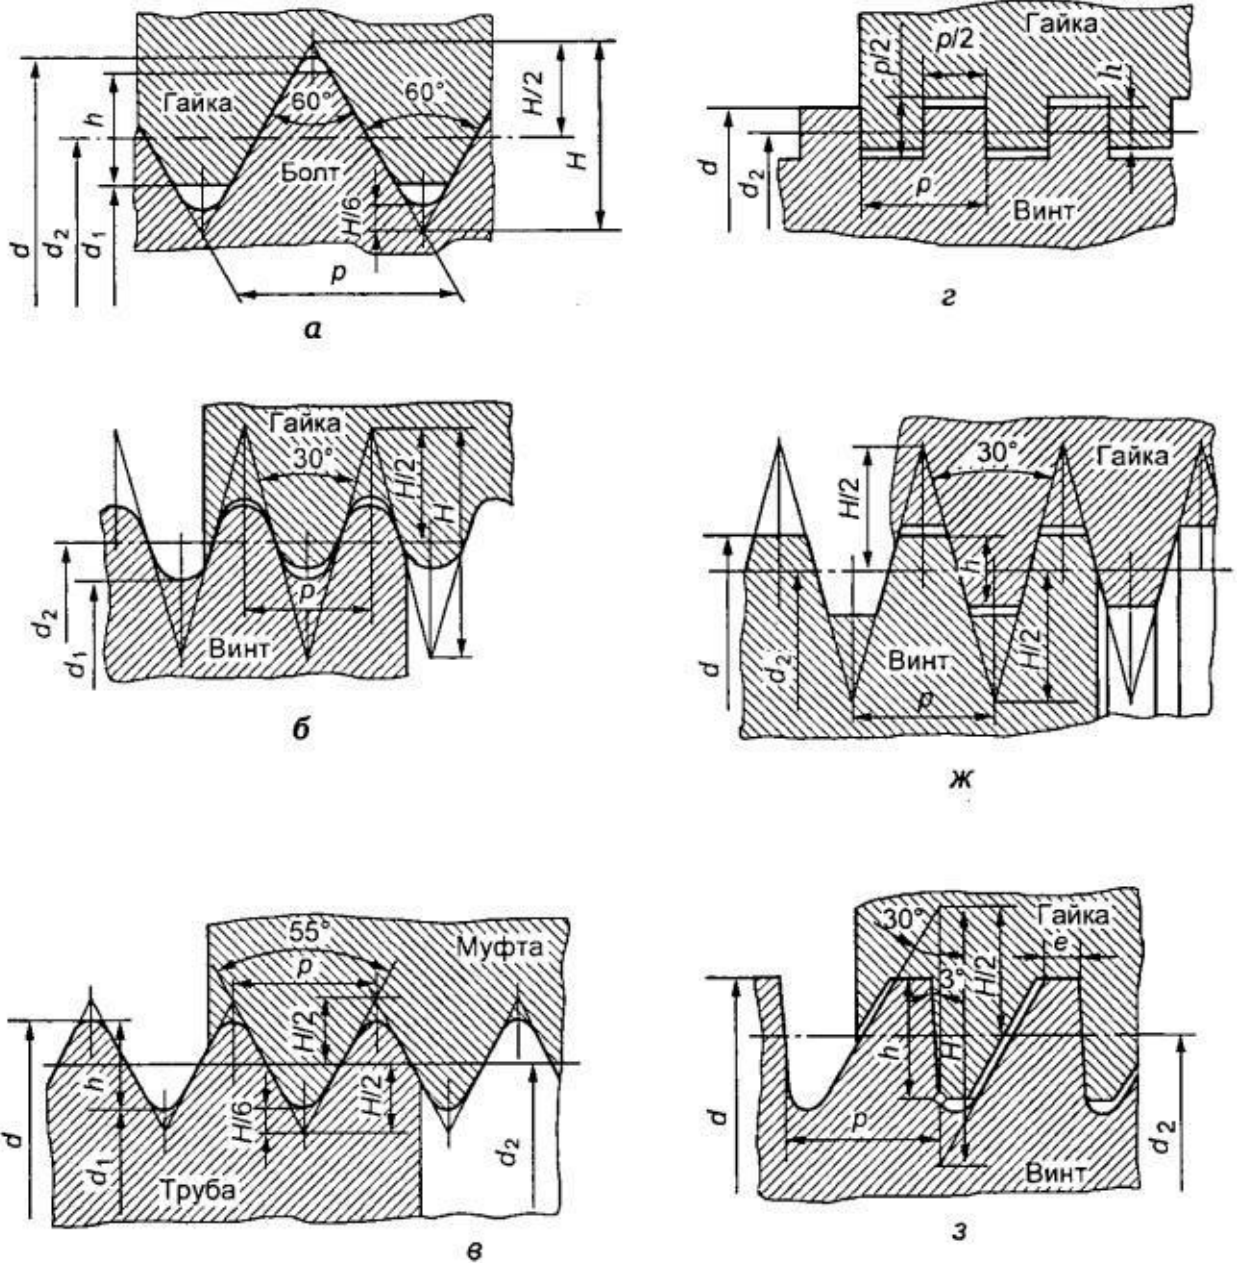 Гайка
60°
60°
Болт
h
d
d₂
d₁
H/2
H
H/6
p
а
Гайка
p/2
p/2
h
d
d₂
p
Винт
г
Гайка
30°
H/2
H
p
d₂
d₁
Винт
б
Гайка
30°
H/2
h
H/2
d
d₂
Винт
p
ж
55°
p
Муфта
H/2
H/2
H/6
h
d
d₁
d₂
Труба
в
30°
Гайка
e
3°
H/2
H
h
p
d
d₂
Винт
з